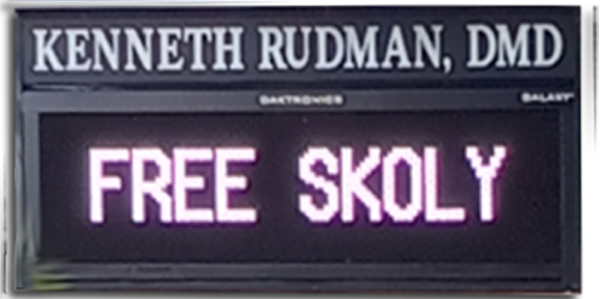 KENNETH RUDMAN, DMD
DAKTRONICS GALAXY
FREE SKOLY